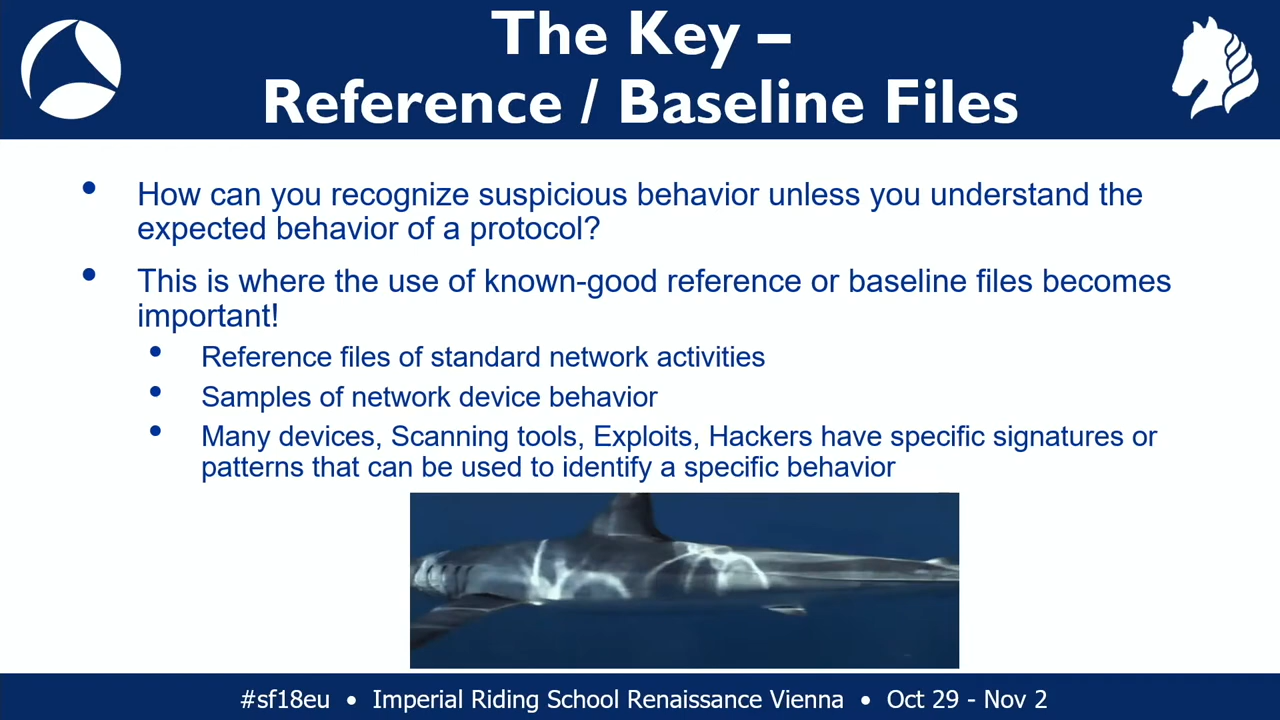 The Key –
Reference / Baseline Files
• How can you recognize suspicious behavior unless you understand the
expected behavior of a protocol?
• This is where the use of known-good reference or baseline files becomes
important!
• Reference files of standard network activities
• Samples of network device behavior
• Many devices, Scanning tools, Exploits, Hackers have specific signatures or
patterns that can be used to identify a specific behavior
#sf18eu • Imperial Riding School Renaissance Vienna • Oct 29 - Nov 2